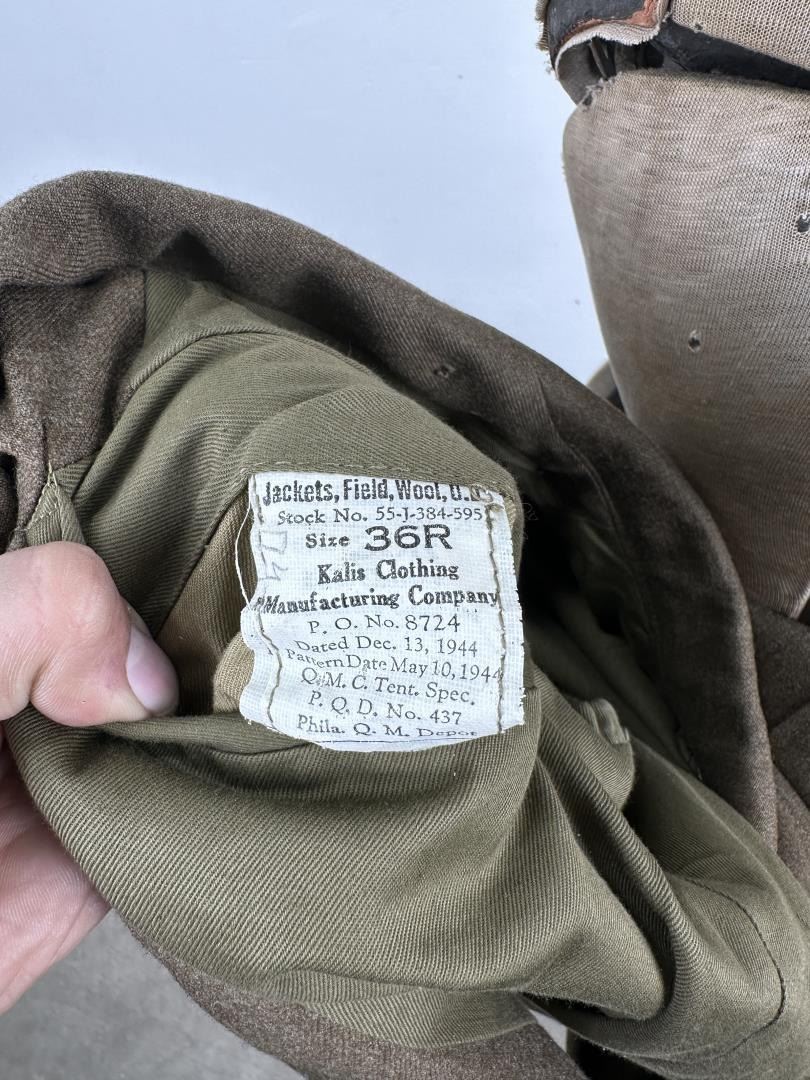 Jackets, Field, Wool, O.D.
Stock No. 55-J-384-595
Size 36R
Kalis Clothing
Manufacturing Company
P. O. No. 8724
Dated Dec. 13, 1944
Pattern Date May 10, 1944
Q. M. C. Tent. Spec.
P. Q. D. No. 437
Phila. Q. M. Depot